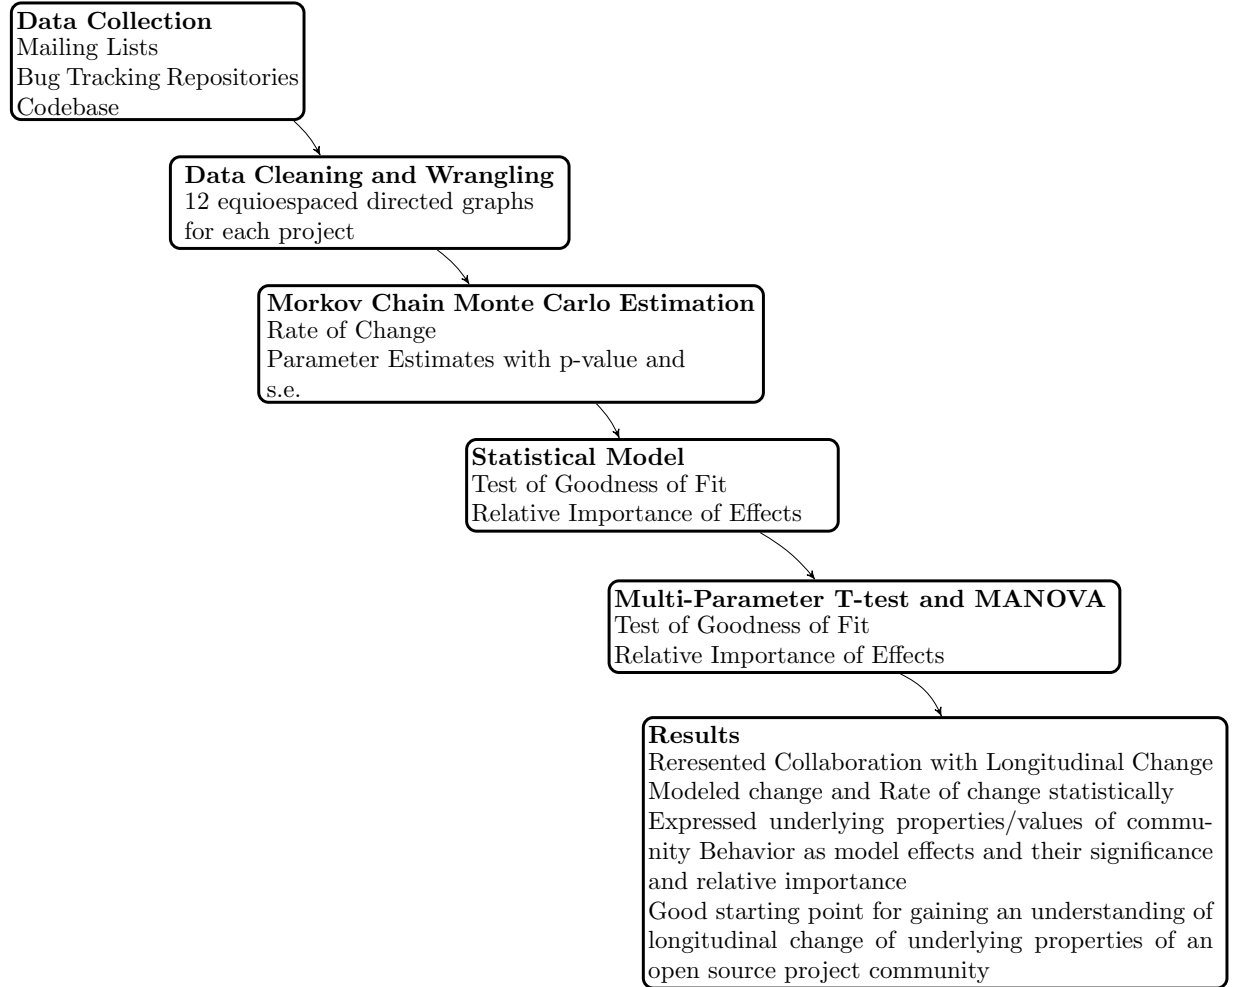 Data Collection
Mailing Lists
Bug Tracking Repositories
Codebase
Data Cleaning and Wrangling
12 equioespaced directed graphs
for each project
Morkov Chain Monte Carlo Estimation
Rate of Change
Parameter Estimates with p-value and
s.e.
Statistical Model
Test of Goodness of Fit
Relative Importance of Effects
Multi-Parameter T-test and MANOVA
Test of Goodness of Fit
Relative Importance of Effects
Results
Reresented Collaboration with Longitudinal Change
Modeled change and Rate of change statistically
Expressed underlying properties/values of commu-
nity Behavior as model effects and their significance
and relative importance
Good starting point for gaining an understanding of
longitudinal change of underlying properties of an
open source project community